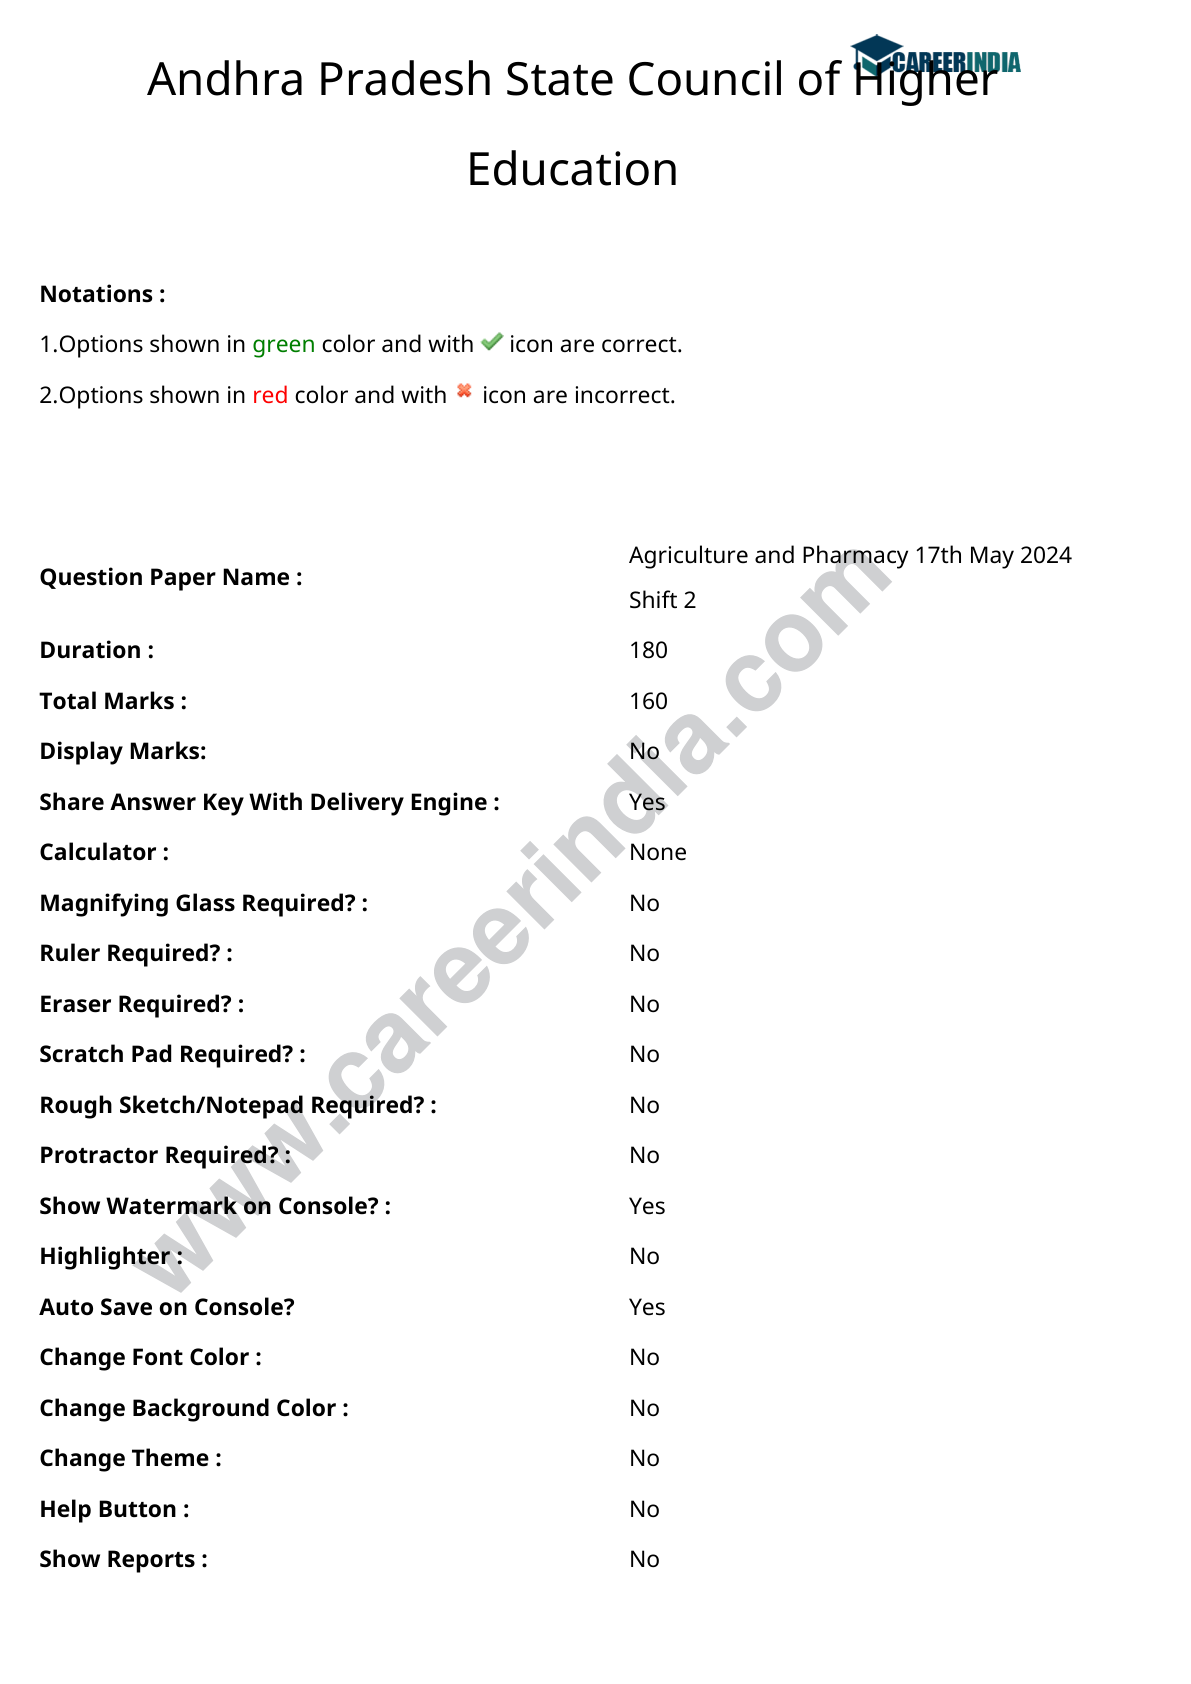 CAREERINDIA
Andhra Pradesh State Council of Higher
Education
Notations :
1.Options shown in green color and with icon are correct.
2.Options shown in red color and with icon are incorrect.
Question Paper Name : Agriculture and Pharmacy 17th May 2024
Shift 2
Duration : 180
Total Marks : 160
Display Marks: No
Share Answer Key With Delivery Engine : Yes
Calculator : None
Magnifying Glass Required? : No
Ruler Required? : No
Eraser Required? : No
Scratch Pad Required? : No
Rough Sketch/Notepad Required? : No
Protractor Required? : No
Show Watermark on Console? : Yes
Highlighter : No
Auto Save on Console? Yes
Change Font Color : No
Change Background Color : No
Change Theme : No
Help Button : No
Show Reports : No
www.careerindia.com